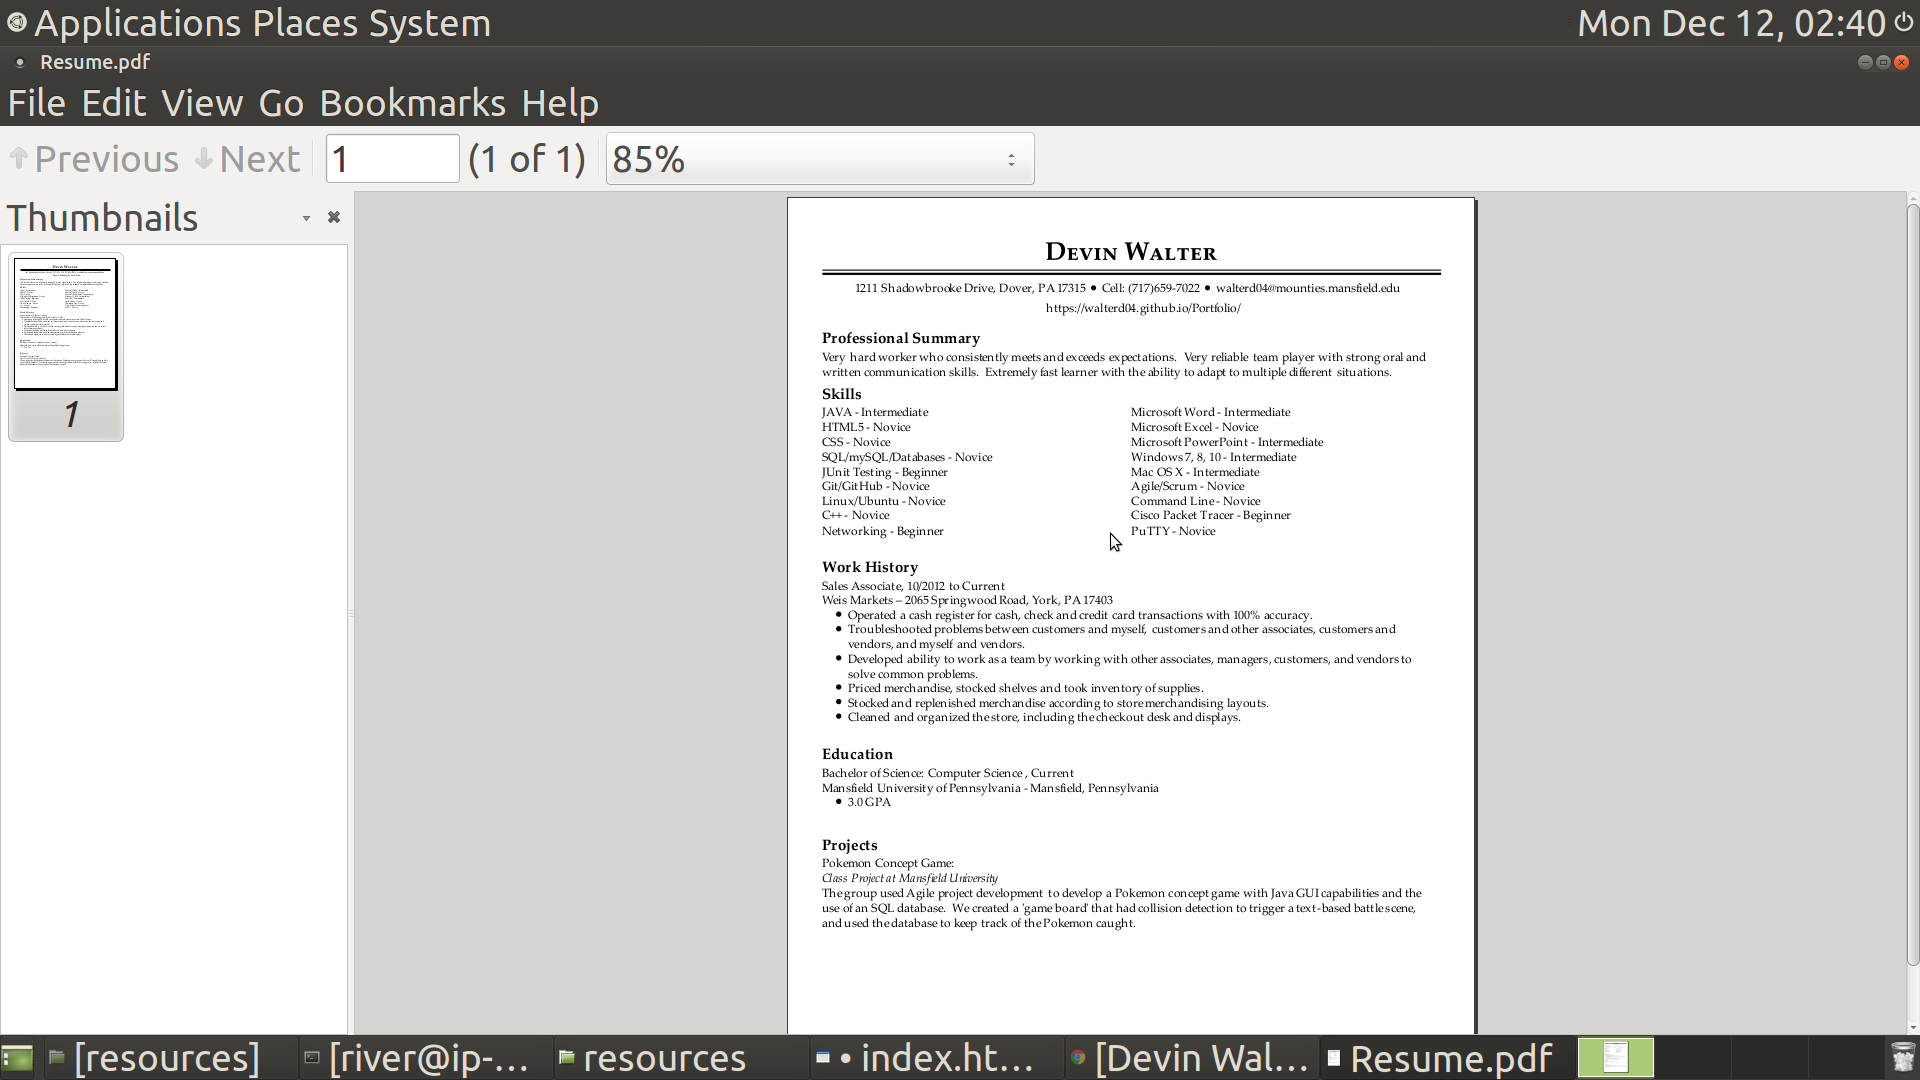 Applications Places System
Mon Dec 12, 02:40
Resume.pdf
File Edit View Go Bookmarks Help
Previous Next 1 (1 of 1) 85%
Thumbnails
1
Devin Walter
1211 Shadowbrooke Drive, Dover, PA 17315 • Cell: (717)659-7022 • walterd04@mounties.mansfield.edu
https://walterd04.github.io/Portfolio/
Professional Summary
Very hard worker who consistently meets and exceeds expectations. Very reliable team player with strong oral and
written communication skills. Extremely fast learner with the ability to adapt to multiple different situations.
Skills
JAVA - Intermediate
HTML5 - Novice
CSS - Novice
SQL/mySQL/Databases - Novice
JUnit Testing - Beginner
Git/GitHub - Novice
Linux/Ubuntu - Novice
C++ - Novice
Networking - Beginner
Microsoft Word - Intermediate
Microsoft Excel - Novice
Microsoft PowerPoint - Intermediate
Windows 7, 8, 10 - Intermediate
Mac OS X - Intermediate
Agile/Scrum - Novice
Command Line - Novice
Cisco Packet Tracer - Beginner
PuTTY - Novice
Work History
Sales Associate, 10/2012 to Current
Weis Markets – 2065 Springwood Road, York, PA 17403
• Operated a cash register for cash, check and credit card transactions with 100% accuracy.
• Troubleshooted problems between customers and myself, customers and other associates, customers and
vendors, and myself and vendors.
• Developed ability to work as a team by working with other associates, managers, customers, and vendors to
solve common problems.
• Priced merchandise, stocked shelves and took inventory of supplies.
• Stocked and replenished merchandise according to store merchandising layouts.
• Cleaned and organized the store, including the checkout desk and displays.
Education
Bachelor of Science: Computer Science , Current
Mansfield University of Pennsylvania - Mansfield, Pennsylvania
• 3.0 GPA
Projects
Pokemon Concept Game:
Class Project at Mansfield University
The group used Agile project development to develop a Pokemon concept game with Java GUI capabilities and the
use of an SQL database. We created a 'game board' that had collision detection to trigger a text-based battle scene,
and used the database to keep track of the Pokemon caught.
[resources] [river@ip-... resources • index.ht... [Devin Wal... Resume.pdf